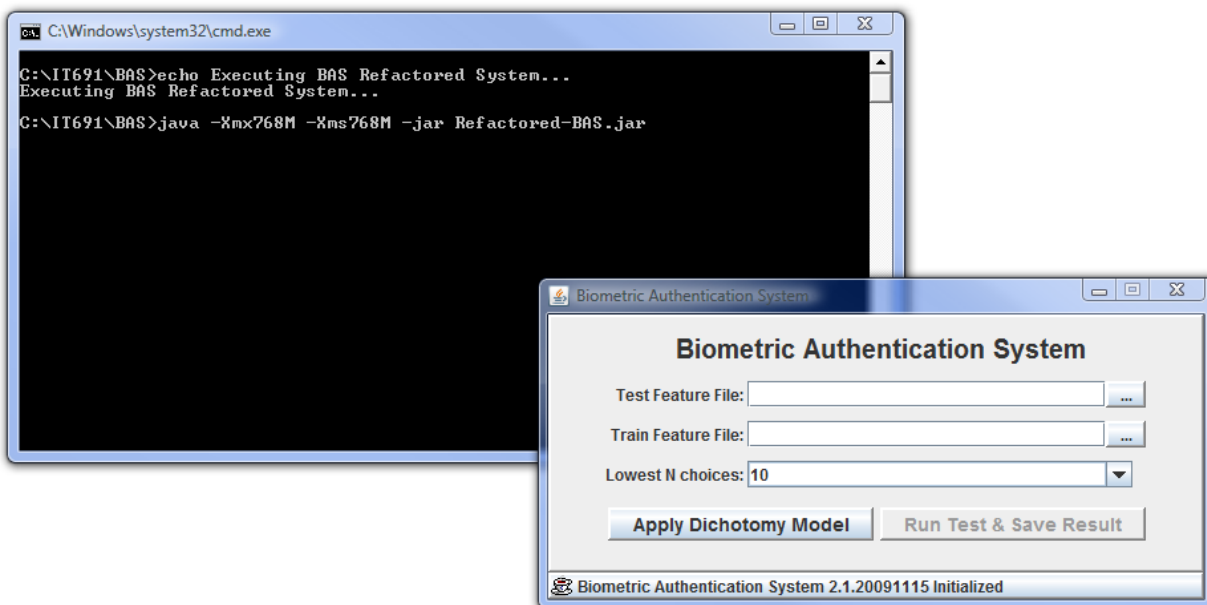 C:\Windows\system32\cmd.exe
C:\IT691\BAS>echo Executing BAS Refactored System...
Executing BAS Refactored System...
C:\IT691\BAS>java -Xmx768M -Xms768M -jar Refactored-BAS.jar
Biometric Authentication System
Biometric Authentication System
Test Feature File: ...
Train Feature File: ...
Lowest N choices: 10
Apply Dichotomy Model Run Test & Save Result
Biometric Authentication System 2.1.20091115 Initialized